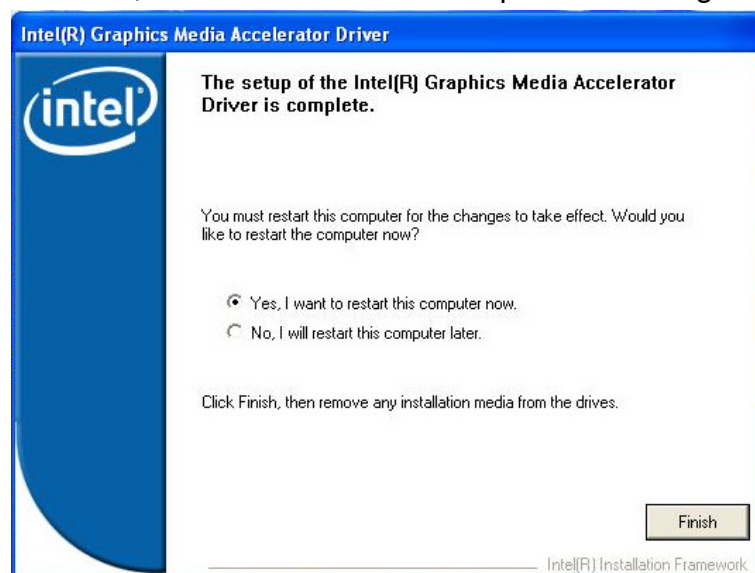 Intel(R) Graphics Media Accelerator Driver
intel
The setup of the Intel(R) Graphics Media Accelerator
Driver is complete.
You must restart this computer for the changes to take effect. Would you
like to restart the computer now?
Yes, I want to restart this computer now.
No, I will restart this computer later.
Click Finish, then remove any installation media from the drives.
Finish
Intel(R) Installation Framework